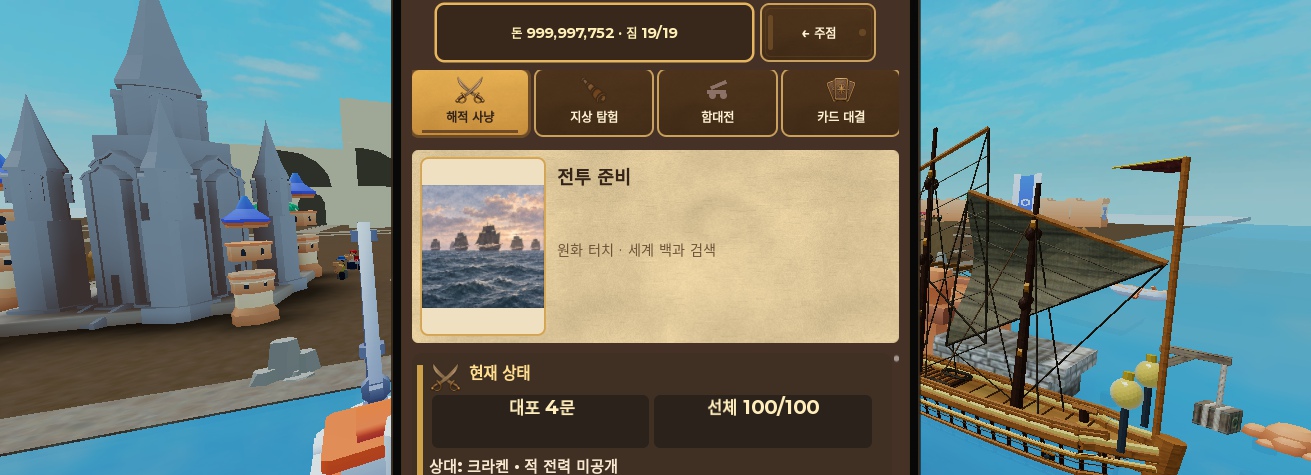 돈 999,997,752 · 짐 19/19
← 주점
해적 사냥
지상 탐험
함대전
카드 대결
전투 준비
원화 터치 · 세계 백과 검색
현재 상태
대포 4문
선체 100/100
상대: 크라켄 • 적 전력 미공개